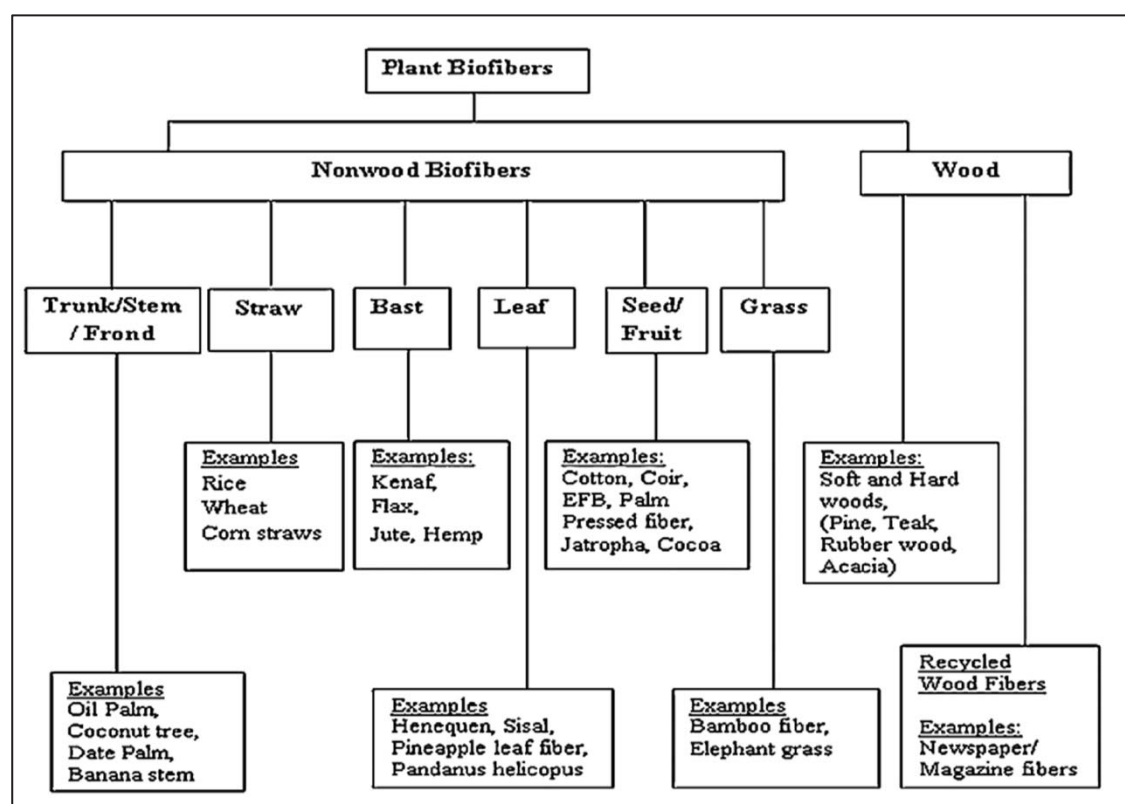 Plant Biofibers
Nonwood Biofibers
Wood
Trunk/Stem
/ Frond
Straw
Bast
Leaf
Seed/
Fruit
Grass
Examples
Rice
Wheat
Corn straws
Examples:
Kenaf,
Flax,
Jute, Hemp
Examples:
Cotton, Coir,
EFB, Palm
Pressed fiber,
Jatropha, Cocoa
Examples:
Soft and Hard
woods,
(Pine, Teak,
Rubber wood,
Acacia)
Examples
Oil Palm,
Coconut tree,
Date Palm,
Banana stem
Examples
Henequen, Sisal,
Pineapple leaf fiber,
Pandanus helicopus
Examples
Bamboo fiber,
Elephant grass
Recycled
Wood Fibers
Examples:
Newspaper/
Magazine fibers